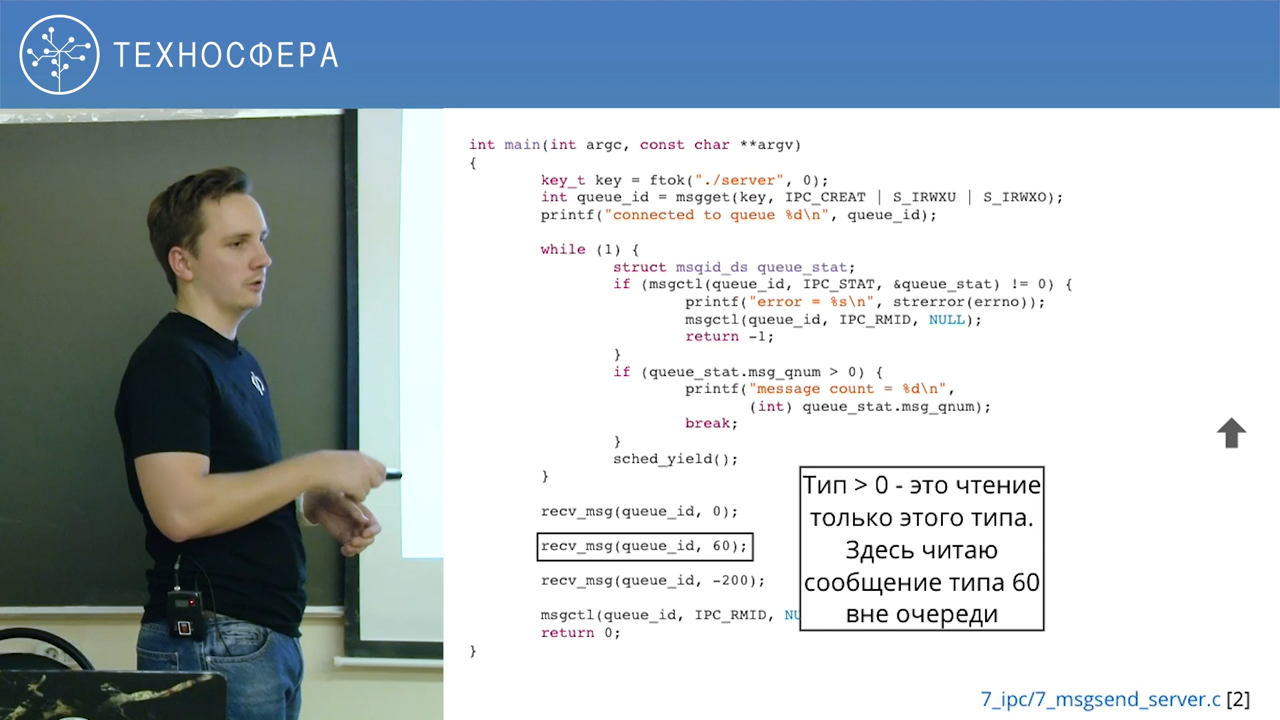 ТЕХНОСФЕРА
int main(int argc, const char **argv)
{
key_t key = ftok("./server", 0);
int queue_id = msgget(key, IPC_CREAT | S_IRWXU | S_IRWXO);
printf("connected to queue %d\n", queue_id);
while (1) {
struct msqid_ds queue_stat;
if (msgctl(queue_id, IPC_STAT, &queue_stat) != 0) {
printf("error = %s\n", strerror(errno));
msgctl(queue_id, IPC_RMID, NULL);
return -1;
}
if (queue_stat.msg_qnum > 0) {
printf("message count = %d\n",
(int) queue_stat.msg_qnum);
break;
}
sched_yield();
}
recv_msg(queue_id, 0);
recv_msg(queue_id, 60);
recv_msg(queue_id, -200);
msgctl(queue_id, IPC_RMID, NU
return 0;
}
Тип > 0 - это чтение
только этого типа.
Здесь читаю
сообщение типа 60
вне очереди
7_ipc/7_msgsend_server.c [2]